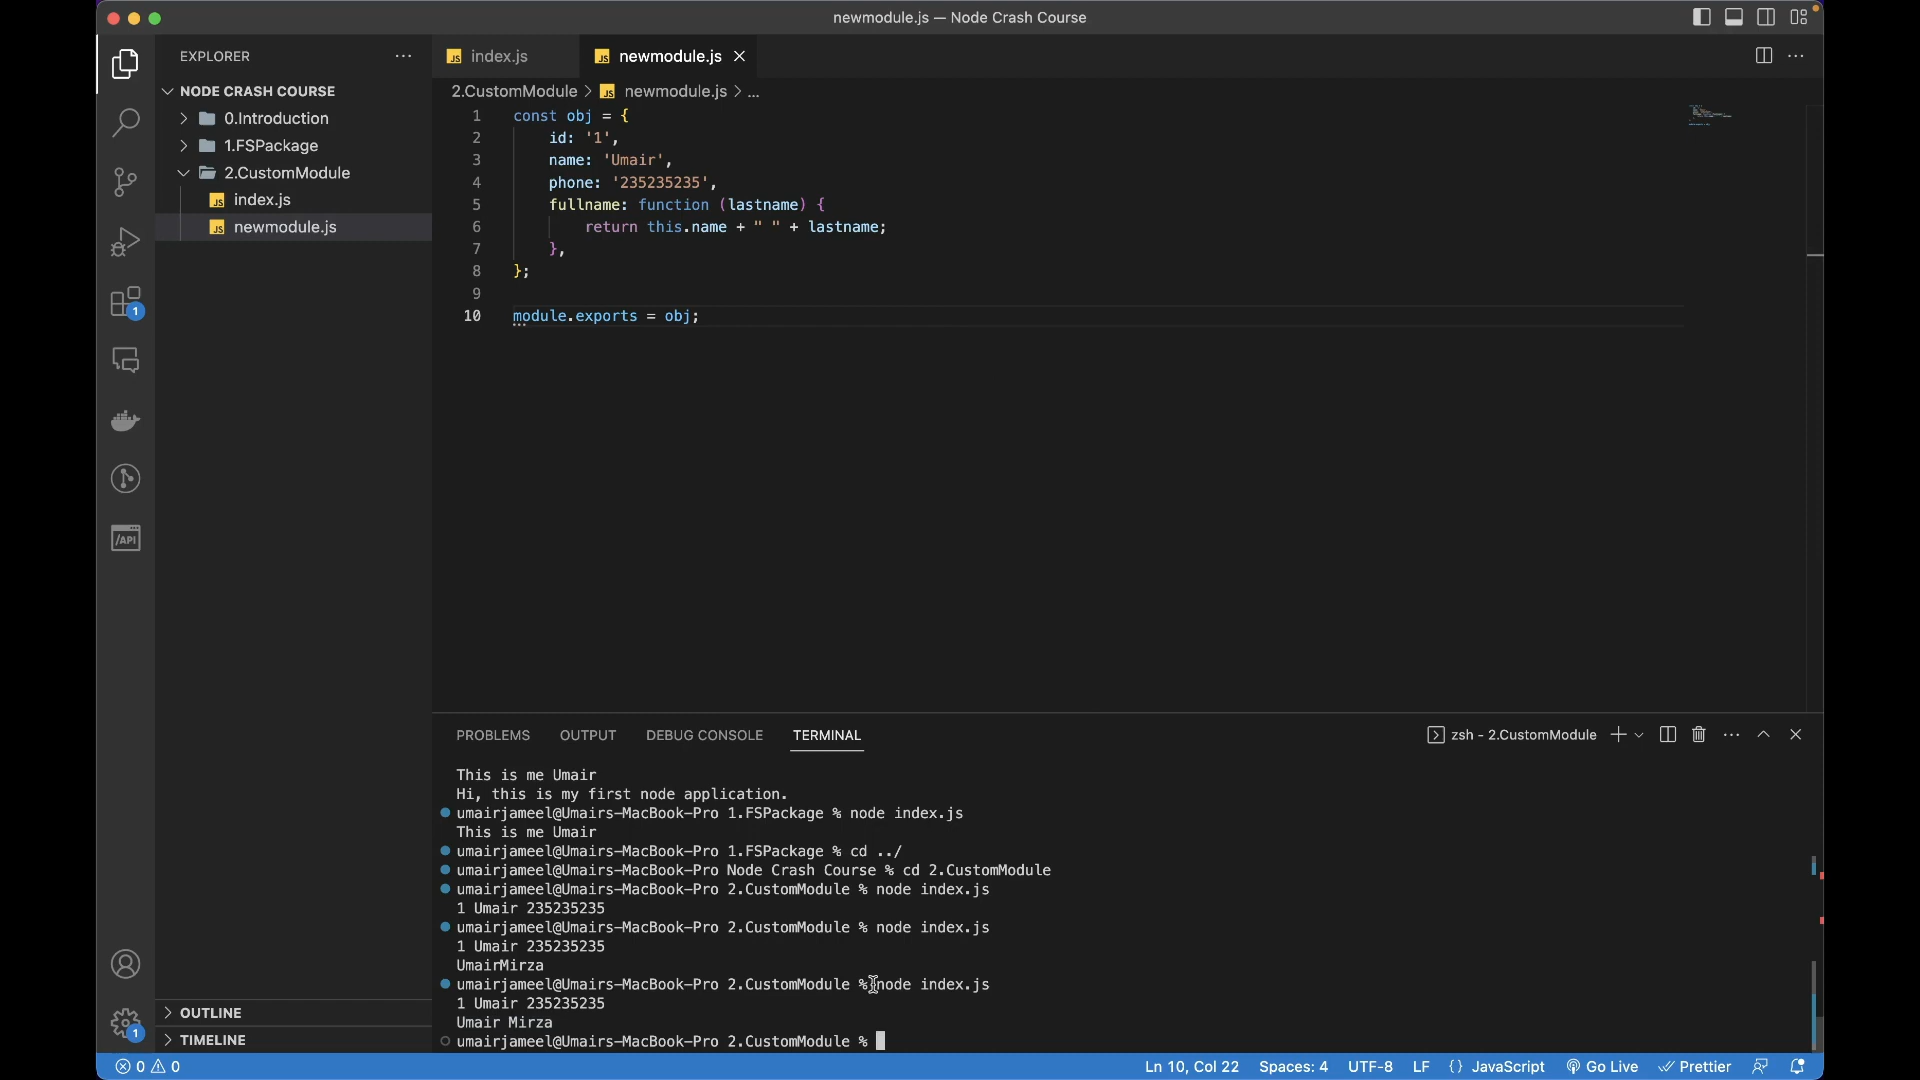 newmodule.js — Node Crash Course
EXPLORER
NODE CRASH COURSE
0.Introduction
1.FSPackage
2.CustomModule
JS index.js
JS newmodule.js
OUTLINE
TIMELINE
1
/API
1
JS index.js
JS newmodule.js
2.CustomModule > JS newmodule.js > ...
1 const obj = {
2 id: '1',
3 name: 'Umair',
4 phone: '235235235',
5 fullname: function (lastname) {
6 return this.name + " " + lastname;
7 },
8 };
9
10 module.exports = obj;
PROBLEMS OUTPUT DEBUG CONSOLE TERMINAL
zsh - 2.CustomModule
This is me Umair
Hi, this is my first node application.
umairjameel@Umairs-MacBook-Pro 1.FSPackage % node index.js
This is me Umair
umairjameel@Umairs-MacBook-Pro 1.FSPackage % cd ../
umairjameel@Umairs-MacBook-Pro Node Crash Course % cd 2.CustomModule
umairjameel@Umairs-MacBook-Pro 2.CustomModule % node index.js
1 Umair 235235235
umairjameel@Umairs-MacBook-Pro 2.CustomModule % node index.js
1 Umair 235235235
UmairMirza
umairjameel@Umairs-MacBook-Pro 2.CustomModule % node index.js
1 Umair 235235235
Umair Mirza
umairjameel@Umairs-MacBook-Pro 2.CustomModule %
0 0
Ln 10, Col 22 Spaces: 4 UTF-8 LF {} JavaScript Go Live Prettier